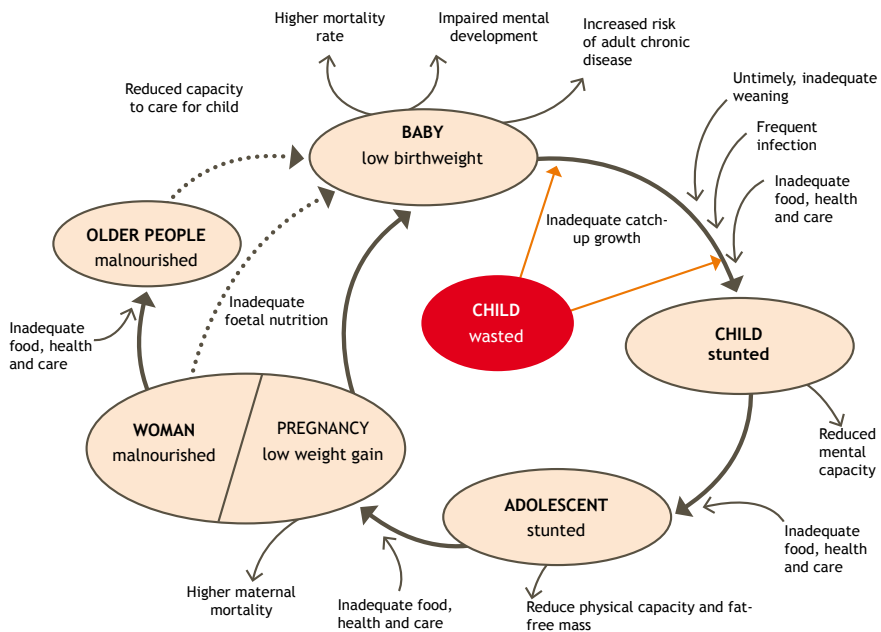 Higher mortality
rate
Impaired mental
development
Increased risk
of adult chronic
disease
Reduced capacity
to care for child
Untimely, inadequate
weaning
BABY
low birthweight
Frequent
infection
Inadequate
food, health
and care
Inadequate catch-
up growth
OLDER PEOPLE
malnourished
Inadequate
foetal nutrition
CHILD
wasted
CHILD
stunted
Inadequate
food, health
and care
WOMAN
malnourished
PREGNANCY
low weight gain
Reduced
mental
capacity
ADOLESCENT
stunted
Inadequate
food, health
and care
Higher maternal
mortality
Inadequate food,
health and care
Reduce physical capacity and fat-
free mass